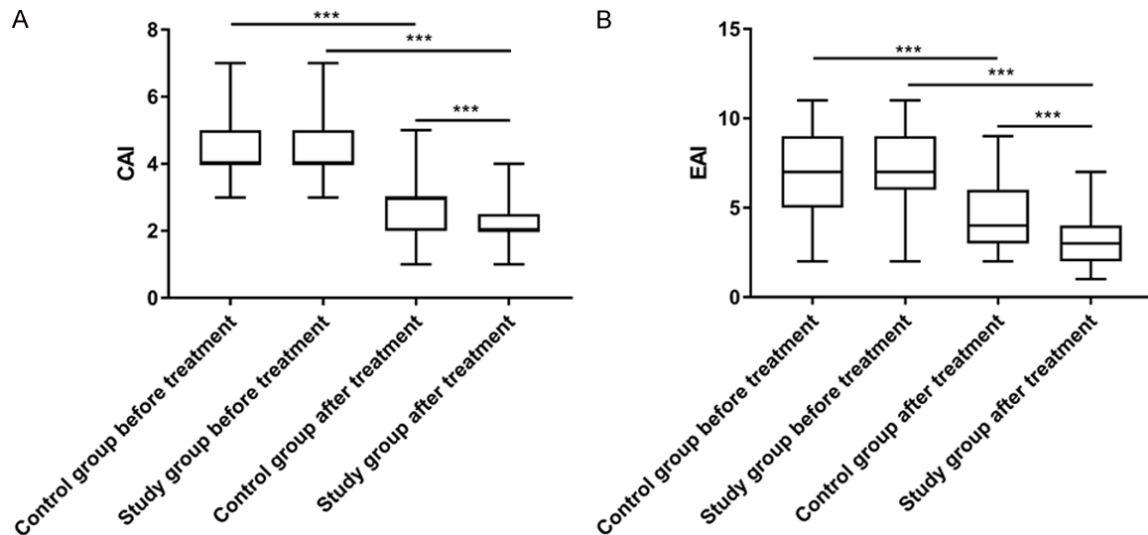 A
CAI
8
6
4
2
0
***
***
***
Control group before treatment
Study group before treatment
Control group after treatment
Study group after treatment
B
EAI
15
10
5
0
***
***
***
Control group before treatment
Study group before treatment
Control group after treatment
Study group after treatment